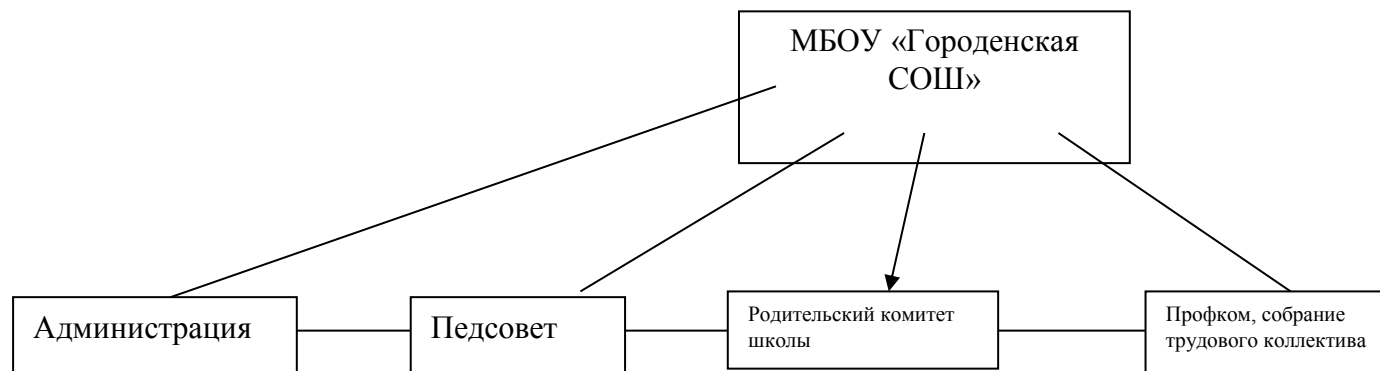 МБОУ «Городенская
СОШ»
Администрация
Педсовет
Родительский комитет
школы
Профком, собрание
трудового коллектива